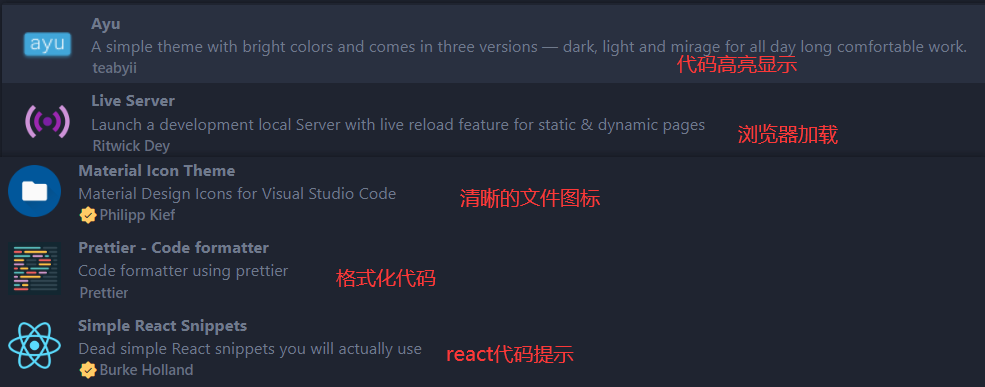 ayu
Ayu
A simple theme with bright colors and comes in three versions — dark, light and mirage for all day long comfortable work.
teabyii
代码高亮显示
Live Server
Launch a development local Server with live reload feature for static & dynamic pages
Ritwick Dey
浏览器加载
Material Icon Theme
Material Design Icons for Visual Studio Code
清晰的文件图标
Philipp Kief
Prettier - Code formatter
Code formatter using prettier
格式化代码
Prettier
Simple React Snippets
Dead simple React snippets you will actually use
react代码提示
Burke Holland